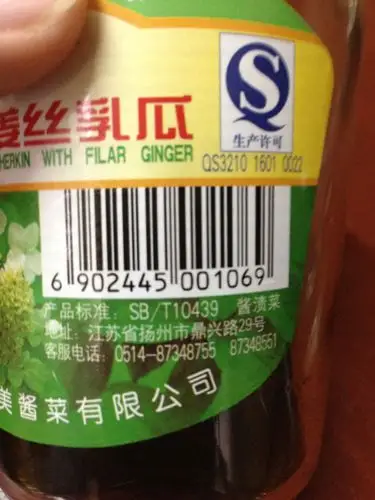 姜丝乳瓜
HERKIN WITH FILAR GINGER
生产许可
QS3210 1601 0022
6 902445 001069
产品标准: SB/T10439 酱渍菜
地址: 江苏省扬州市鼎兴路29号
客服电话: 0514-87348755 87348551
美酱菜有限公司